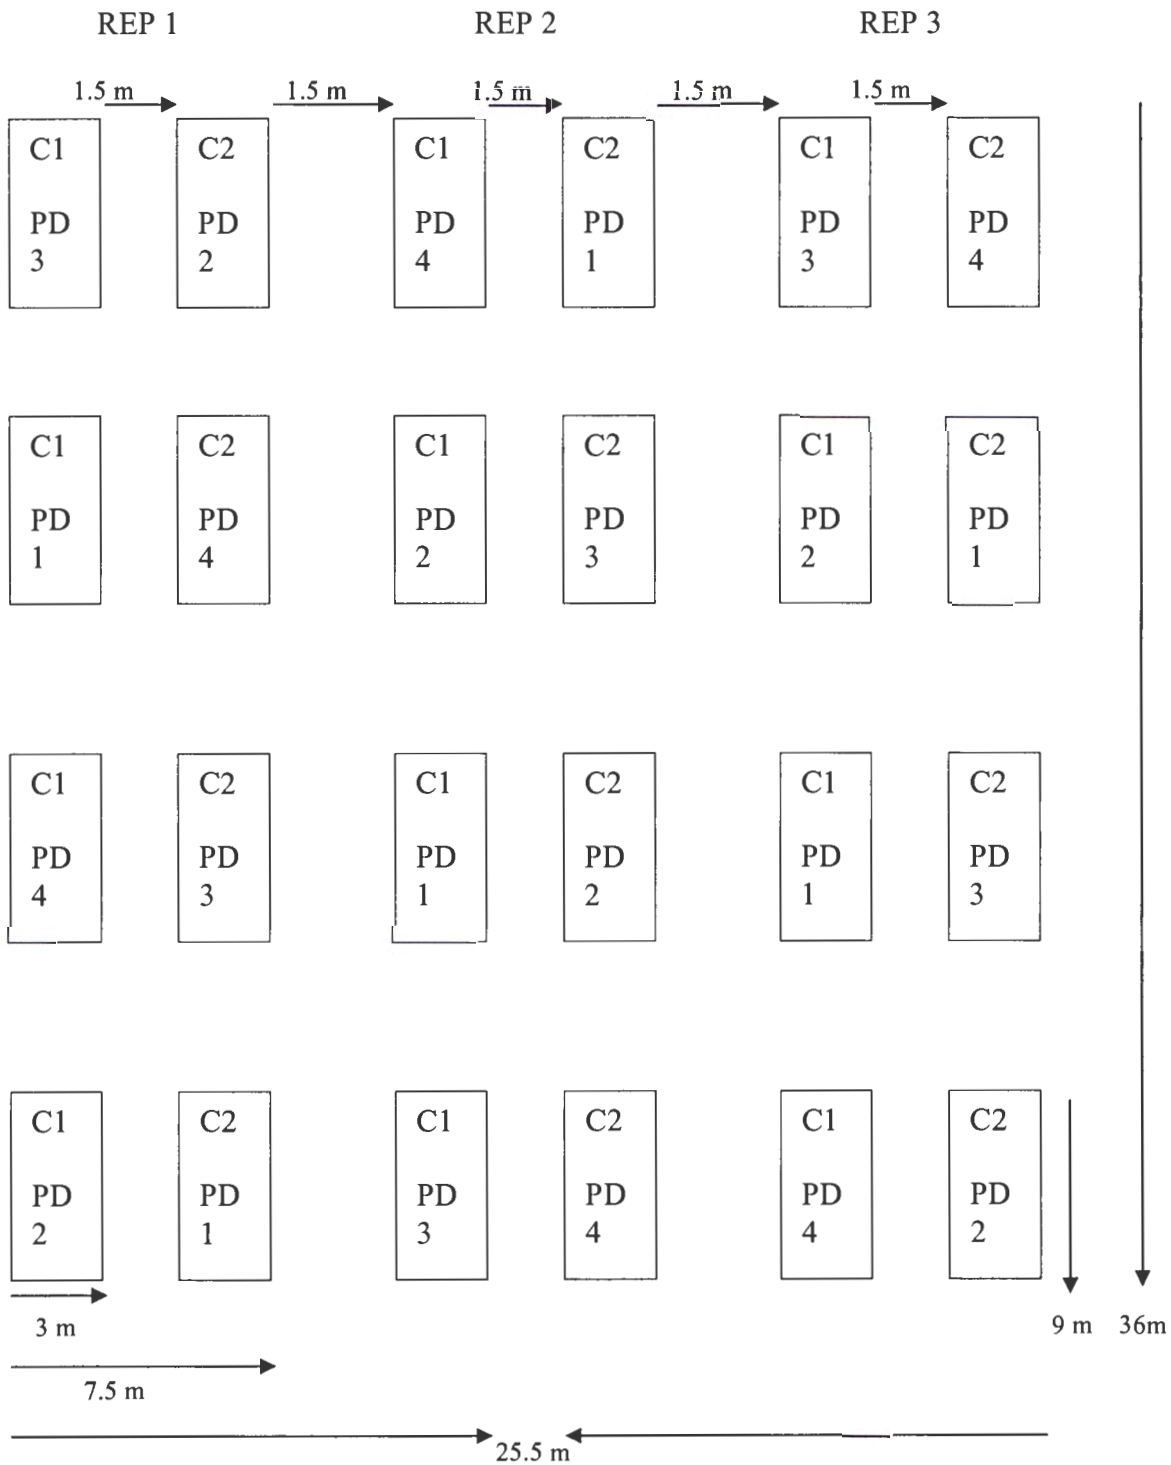 REP 1 REP 2 REP 3
1.5 m 1.5 m 1.5 m 1.5 m 1.5 m
C1 C2 C1 C2 C1 C2
PD PD PD PD PD PD
3 2 4 1 3 4
C1 C2 C1 C2 C1 C2
PD PD PD PD PD PD
1 4 2 3 2 1
C1 C2 C1 C2 C1 C2
PD PD PD PD PD PD
4 3 1 2 1 3
C1 C2 C1 C2 C1 C2
PD PD PD PD PD PD
2 1 3 4 4 2
3 m 9 m 36m
7.5 m
25.5 m